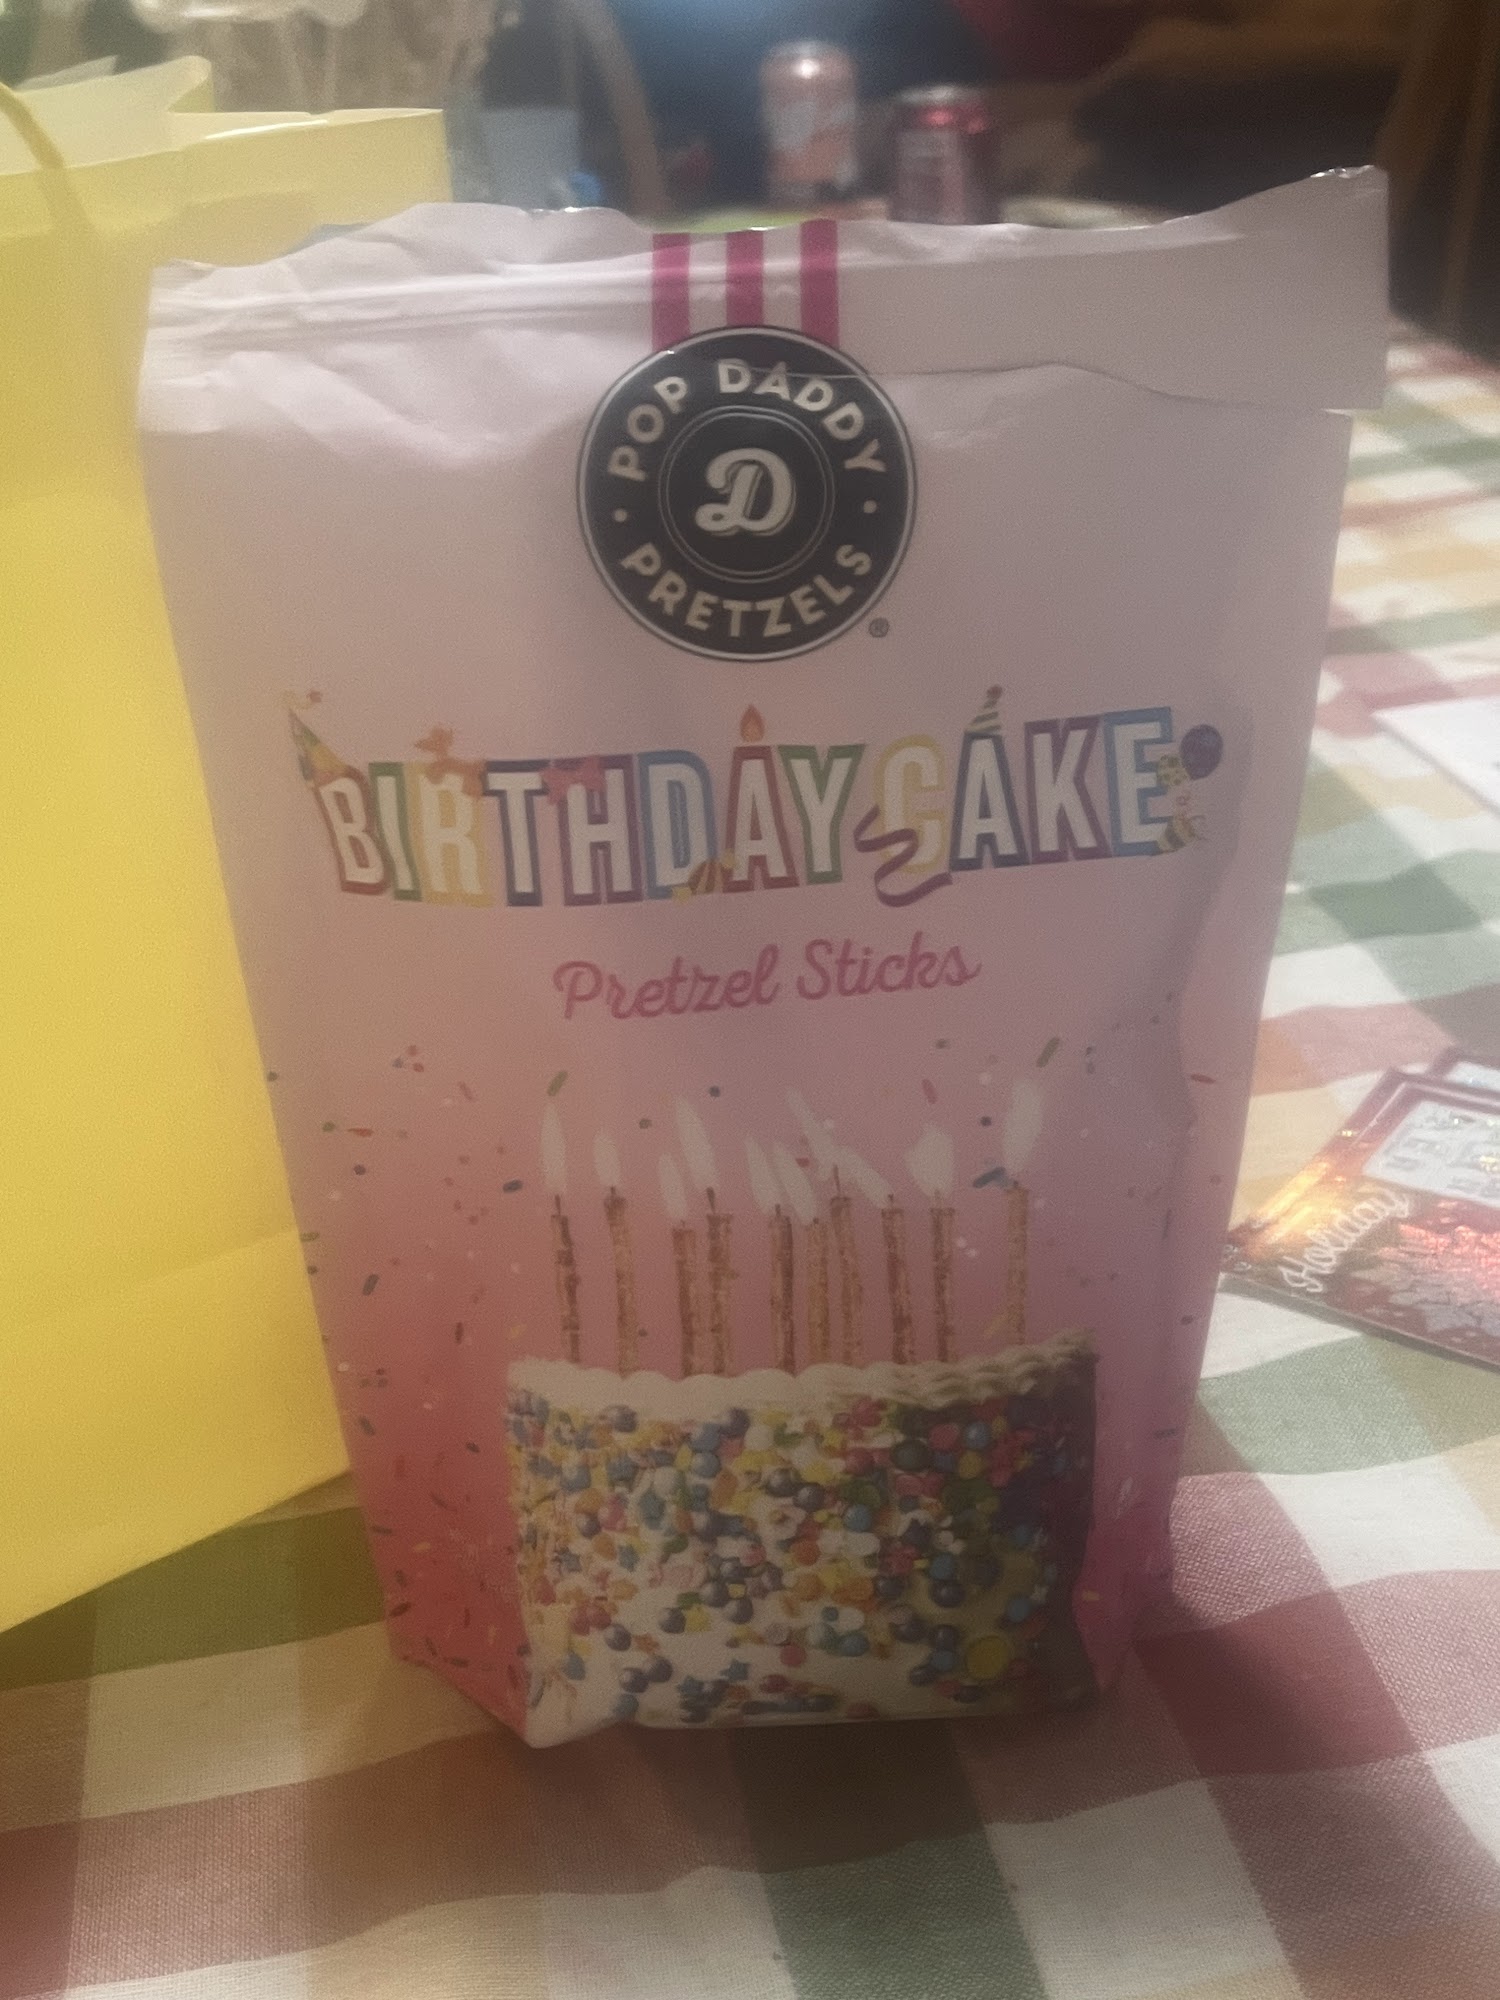 POP DADDY
D
PRETZELS
®
BIRTHDAY CAKE
Pretzel Sticks
Holiday